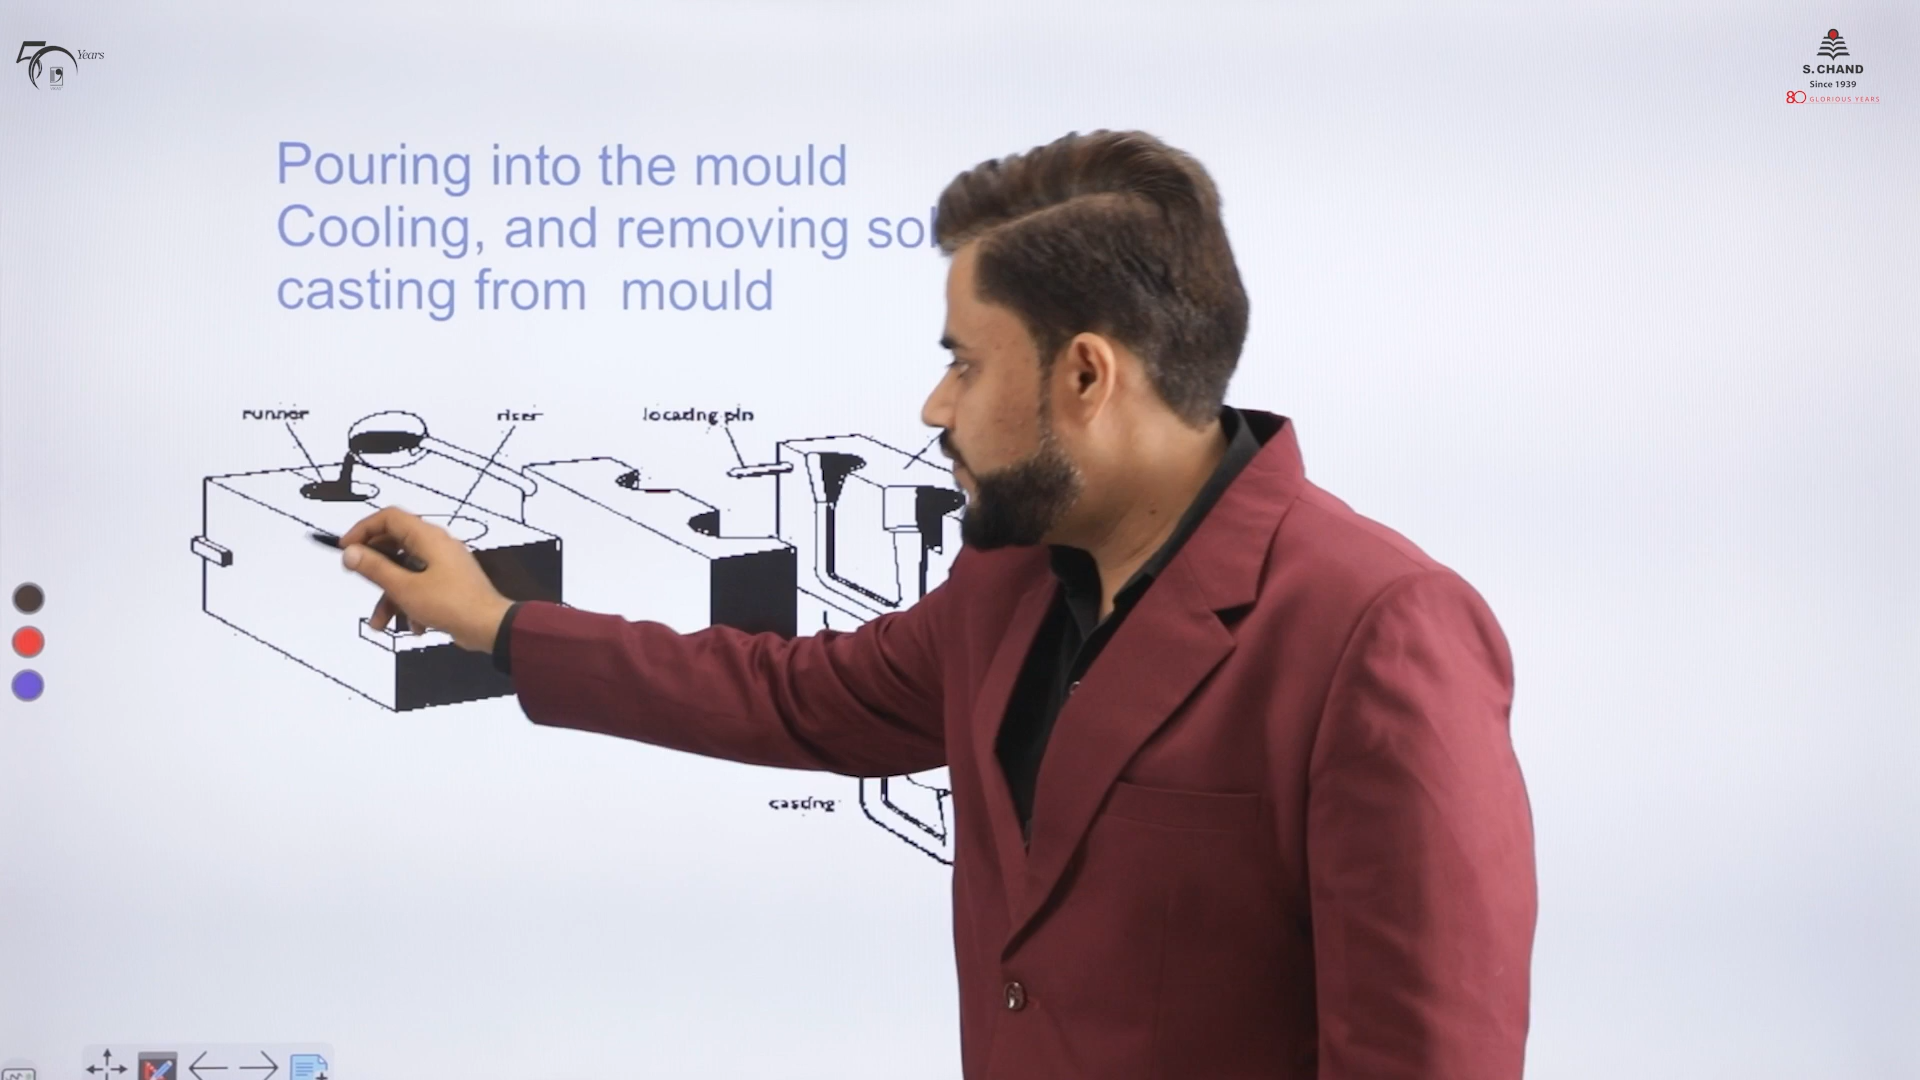 50 Years
S. CHAND
Since 1939
80 GLORIOUS YEARS
Pouring into the mould
Cooling, and removing sol
casting from mould
runner
riser
locating pin
casting